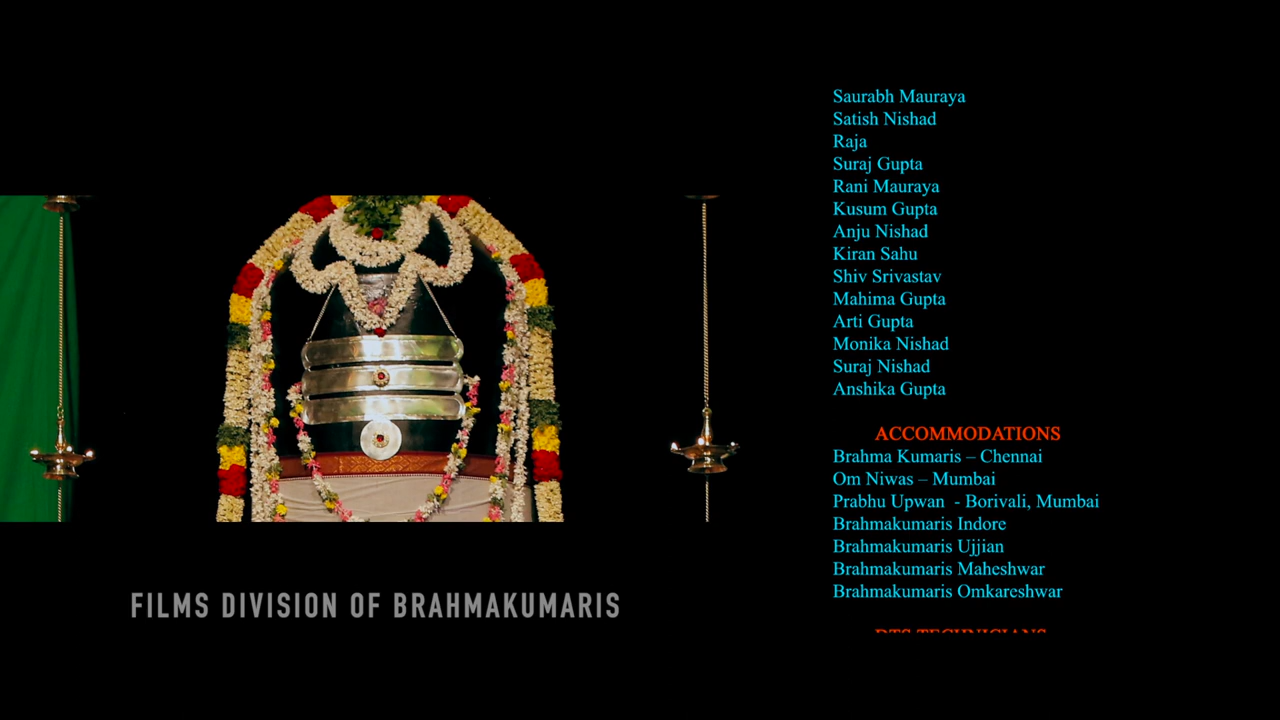 Saurabh Mauraya
Satish Nishad
Raja
Suraj Gupta
Rani Mauraya
Kusum Gupta
Anju Nishad
Kiran Sahu
Shiv Srivastav
Mahima Gupta
Arti Gupta
Monika Nishad
Suraj Nishad
Anshika Gupta
ACCOMMODATIONS
Brahma Kumaris – Chennai
Om Niwas – Mumbai
Prabhu Upwan  - Borivali, Mumbai
Brahmakumaris Indore
Brahmakumaris Ujjian
Brahmakumaris Maheshwar
Brahmakumaris Omkareshwar
DTS TECHNICIANS
FILMS DIVISION OF BRAHMAKUMARIS